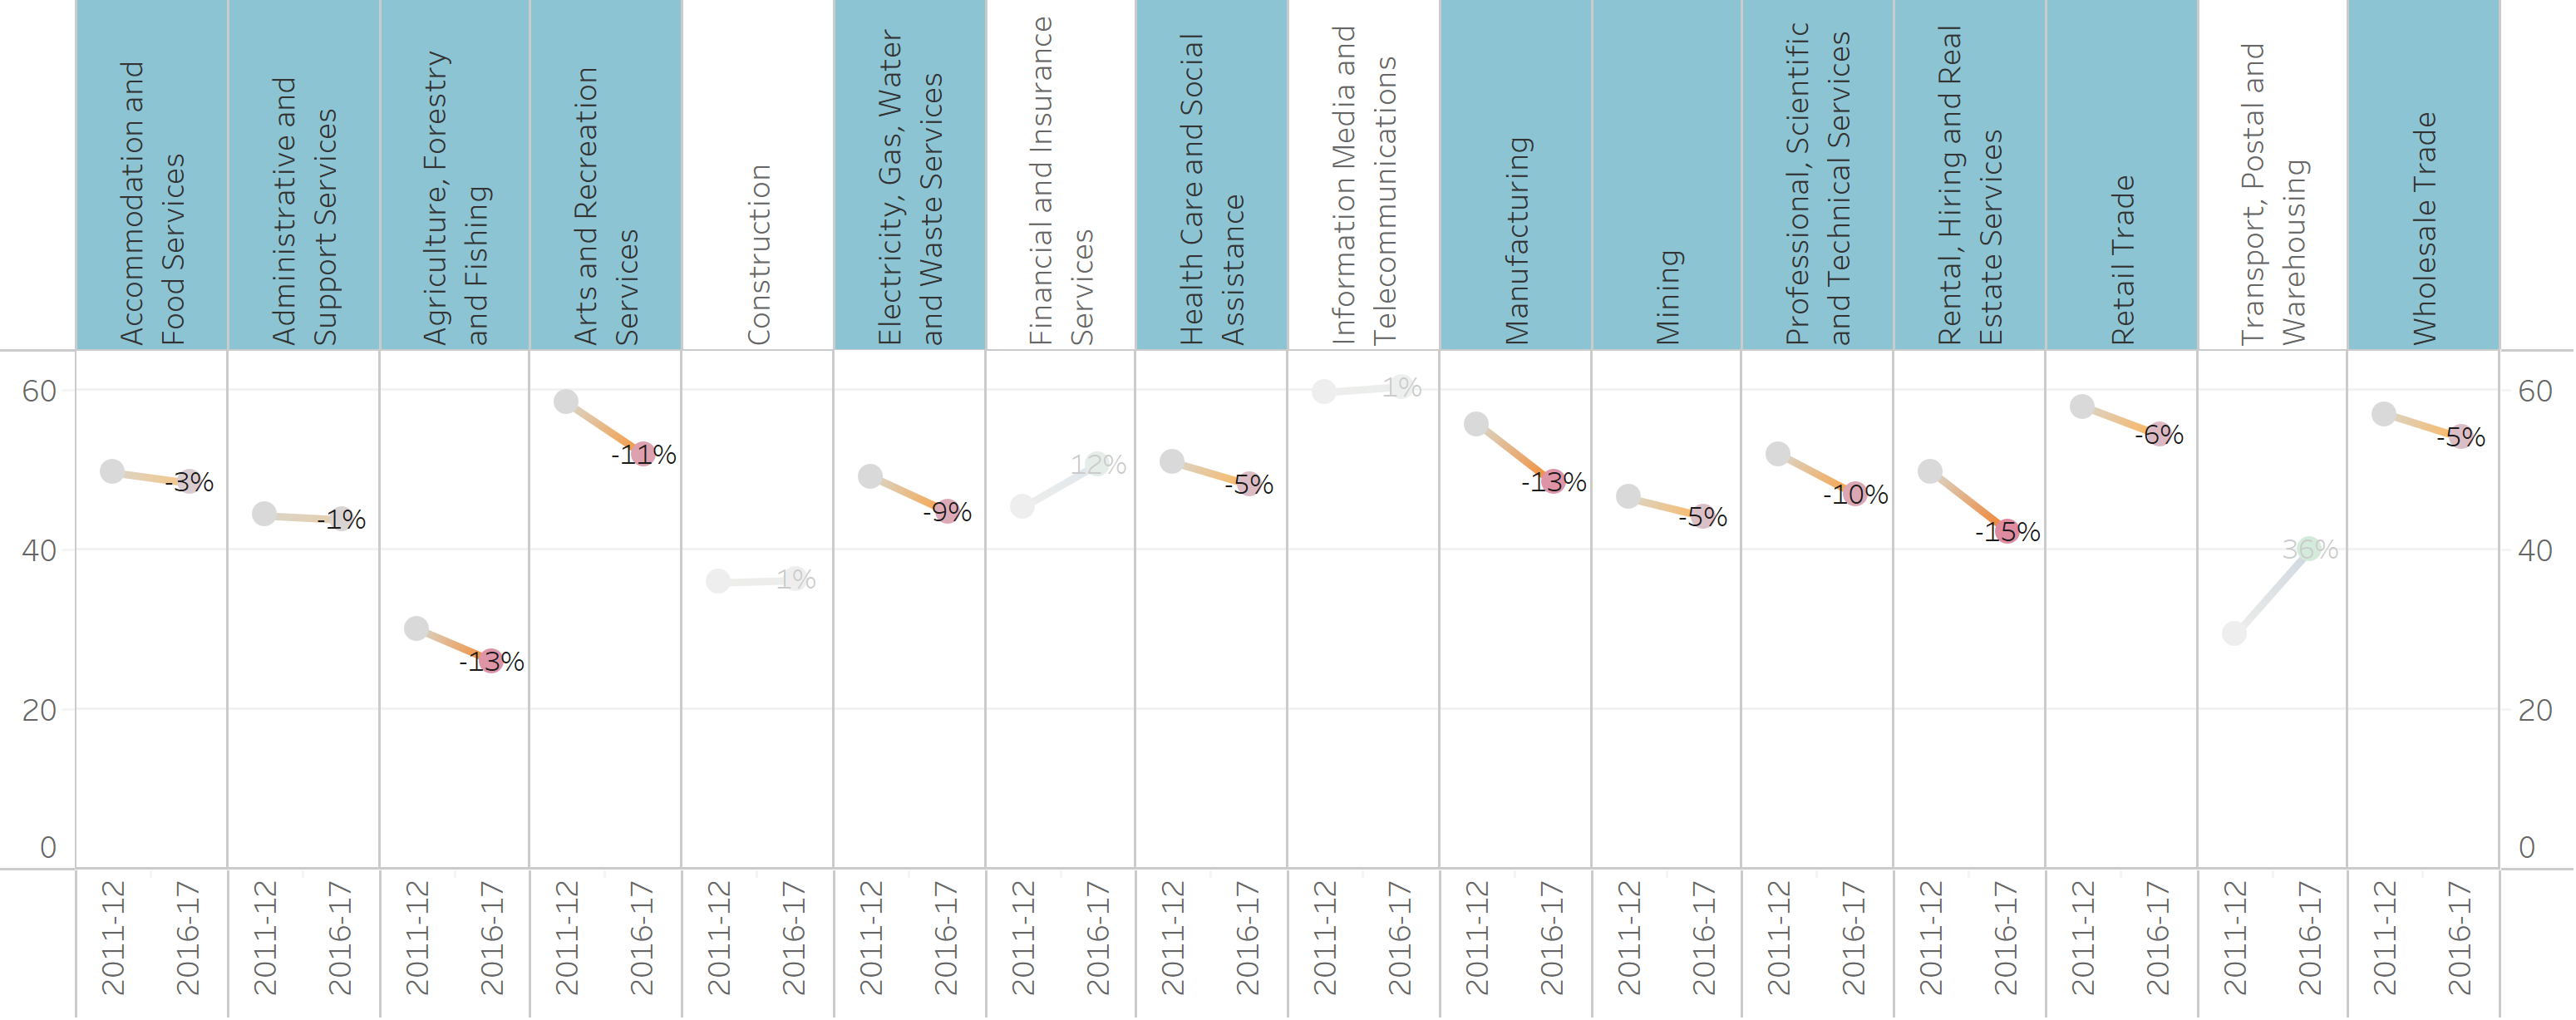 Accommodation and
Food Services
Administrative and
Support Services
Agriculture, Forestry
and Fishing
Arts and Recreation
Services
Construction
Electricity, Gas, Water
and Waste Services
Financial and Insurance
Services
Health Care and Social
Assistance
Information Media and
Telecommunications
Manufacturing
Mining
Professional, Scientific
and Technical Services
Rental, Hiring and Real
Estate Services
Retail Trade
Transport, Postal and
Warehousing
Wholesale Trade
60
40
20
0
-3%
-1%
-13%
-11%
1%
-9%
12%
-5%
1%
-13%
-5%
-10%
-15%
-6%
36%
-5%
60
40
20
0
2011-12
2016-17
2011-12
2016-17
2011-12
2016-17
2011-12
2016-17
2011-12
2016-17
2011-12
2016-17
2011-12
2016-17
2011-12
2016-17
2011-12
2016-17
2011-12
2016-17
2011-12
2016-17
2011-12
2016-17
2011-12
2016-17
2011-12
2016-17
2011-12
2016-17
2011-12
2016-17